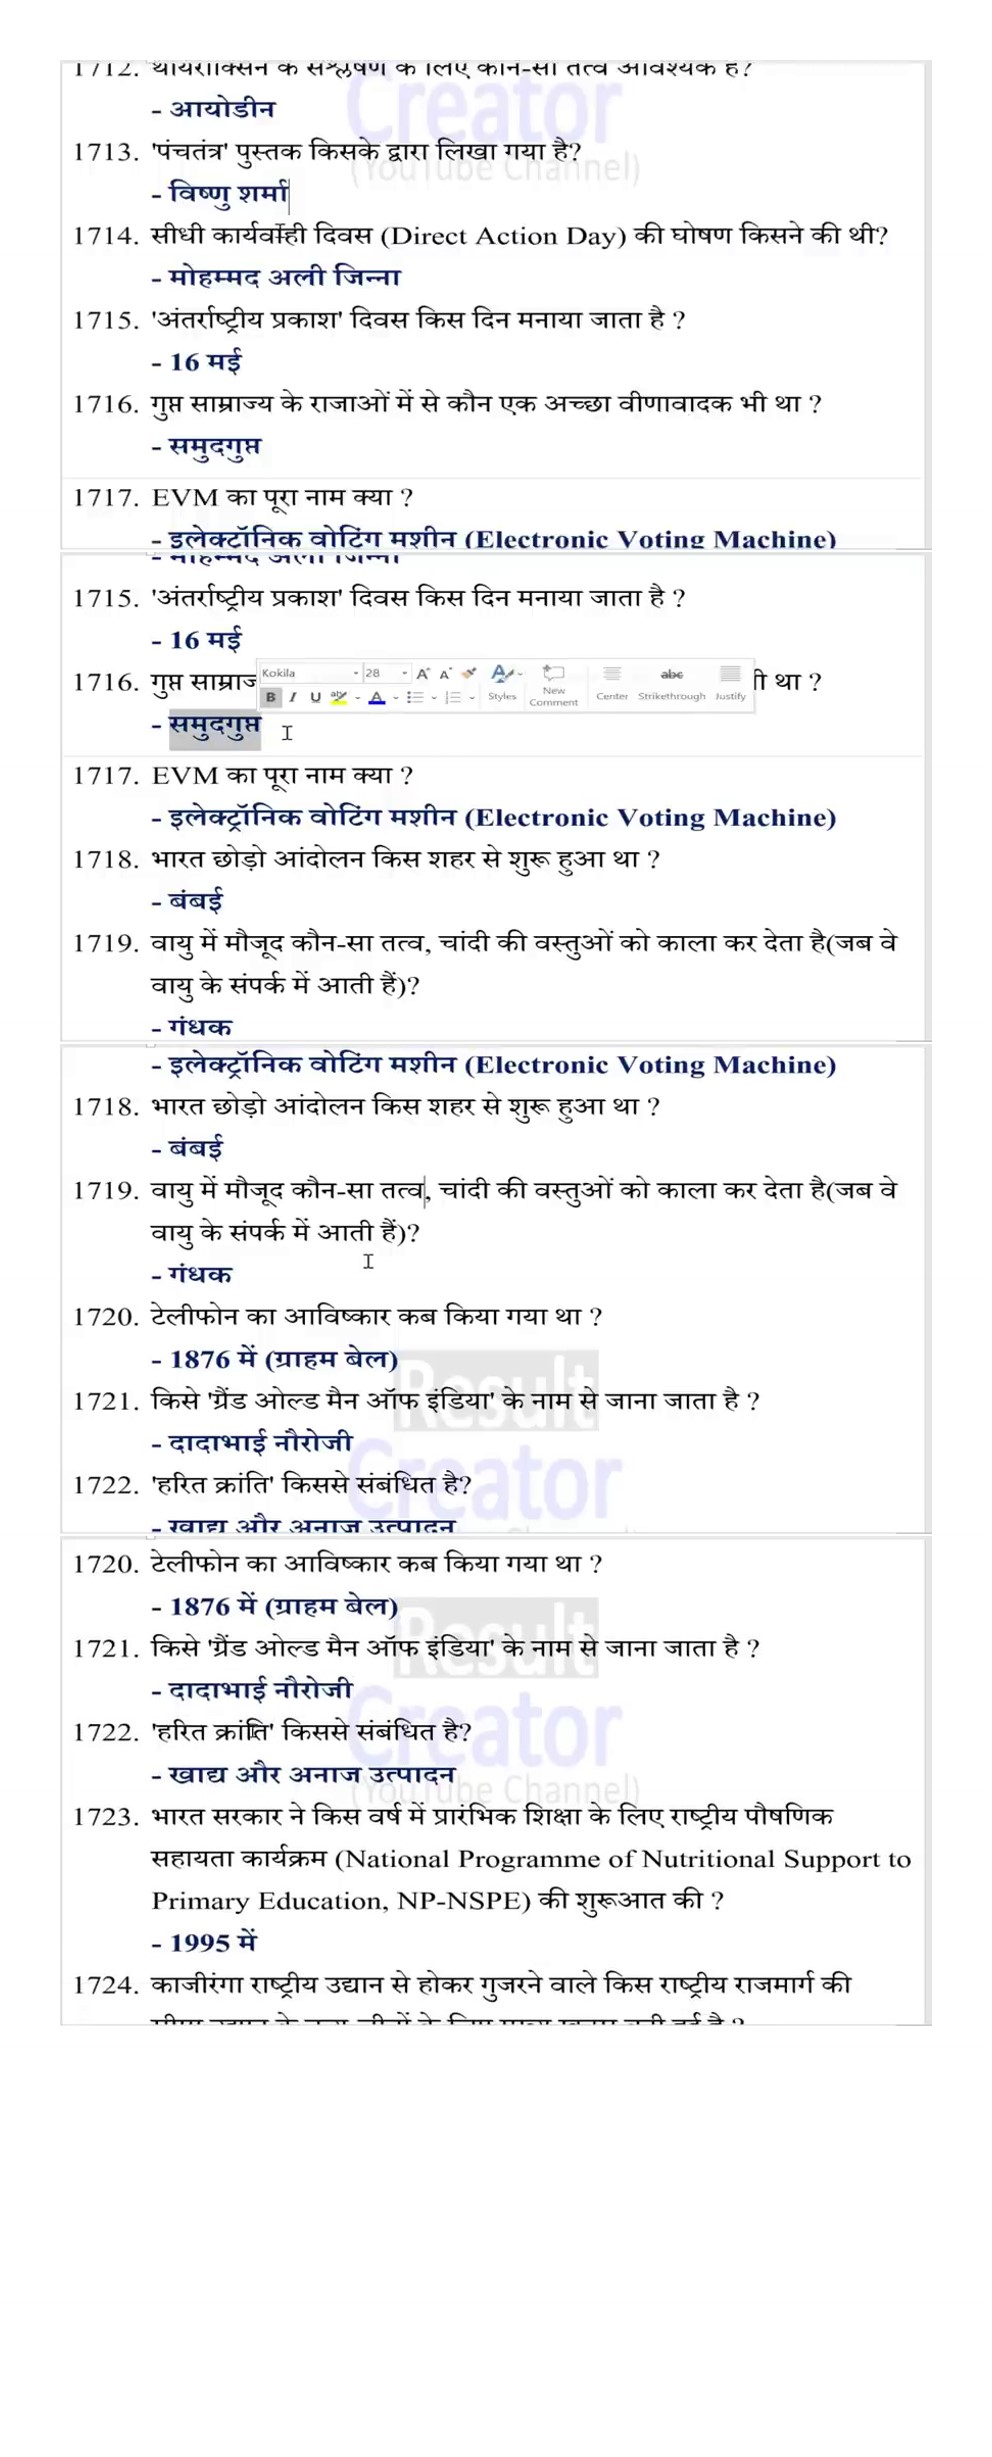 1712. थायरॉक्सिन के संश्लेषण के लिए कौन-सा तत्व आवश्यक है?
Creator
- आयोडीन
1713. 'पंचतंत्र' पुस्तक किसके द्वारा लिखा गया है?
(YouTube Channel)
- विष्णु शर्मा
1714. सीधी कार्यवाही दिवस (Direct Action Day) की घोषण किसने की थी?
- मोहम्मद अली जिन्ना
1715. 'अंतर्राष्ट्रीय प्रकाश' दिवस किस दिन मनाया जाता है ?
- 16 मई
1716. गुप्त साम्राज्य के राजाओं में से कौन एक अच्छा वीणावादक भी था ?
- समुदगुप्त
1717. EVM का पूरा नाम क्या ?
- इलेक्ट्रॉनिक वोटिंग मशीन (Electronic Voting Machine)
- मोहम्मद अली जिन्ना
1715. 'अंतर्राष्ट्रीय प्रकाश' दिवस किस दिन मनाया जाता है ?
- 16 मई
Kokila 28
1716. गुप्त साम्राज थी था ?
B I U aby A Styles New Comment Center abc Strikethrough Justify
- समुदगुप्त
1717. EVM का पूरा नाम क्या ?
- इलेक्ट्रॉनिक वोटिंग मशीन (Electronic Voting Machine)
1718. भारत छोड़ो आंदोलन किस शहर से शुरू हुआ था ?
- बंबई
1719. वायु में मौजूद कौन-सा तत्व, चांदी की वस्तुओं को काला कर देता है(जब वे
वायु के संपर्क में आती हैं)?
- गंधक
- इलेक्ट्रॉनिक वोटिंग मशीन (Electronic Voting Machine)
1718. भारत छोड़ो आंदोलन किस शहर से शुरू हुआ था ?
- बंबई
1719. वायु में मौजूद कौन-सा तत्व, चांदी की वस्तुओं को काला कर देता है(जब वे
वायु के संपर्क में आती हैं)?
- गंधक
1720. टेलीफोन का आविष्कार कब किया गया था ?
- 1876 में (ग्राहम बेल)
Result
1721. किसे 'ग्रैंड ओल्ड मैन ऑफ इंडिया' के नाम से जाना जाता है ?
- दादाभाई नौरोजी
Creator
1722. 'हरित क्रांति' किससे संबंधित है?
- खाद्य और अनाज उत्पादन
1720. टेलीफोन का आविष्कार कब किया गया था ?
- 1876 में (ग्राहम बेल)
Result
1721. किसे 'ग्रैंड ओल्ड मैन ऑफ इंडिया' के नाम से जाना जाता है ?
- दादाभाई नौरोजी
Creator
1722. 'हरित क्रांति' किससे संबंधित है?
- खाद्य और अनाज उत्पादन
(YouTube Channel)
1723. भारत सरकार ने किस वर्ष में प्रारंभिक शिक्षा के लिए राष्ट्रीय पौषणिक
सहायता कार्यक्रम (National Programme of Nutritional Support to
Primary Education, NP-NSPE) की शुरूआत की ?
- 1995 में
1724. काजीरंगा राष्ट्रीय उद्यान से होकर गुजरने वाले किस राष्ट्रीय राजमार्ग की